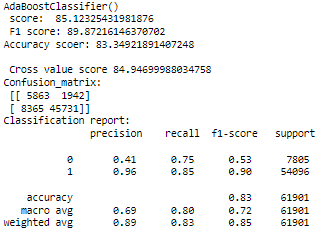 AdaBoostClassifier()
score: 85.12325431981876
F1 score: 89.87216146370702
Accuracy scoer: 83.34921891407248
Cross value score 84.94699988034758
Confusion_matrix:
[[ 5863 1942]
[ 8365 45731]]
Classification report:
precision recall f1-score support
0 0.41 0.75 0.53 7805
1 0.96 0.85 0.90 54096
accuracy 0.83 61901
macro avg 0.69 0.80 0.72 61901
weighted avg 0.89 0.83 0.85 61901